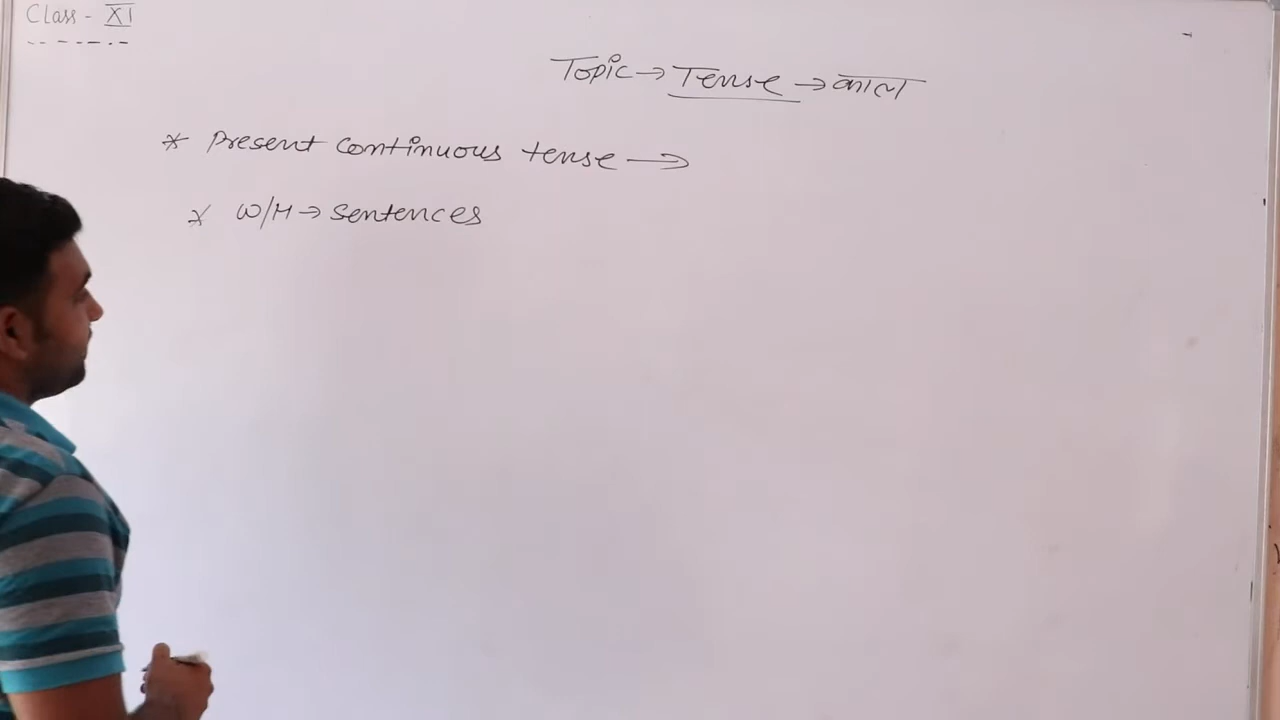 Class - XI
Topic → Tense → काल
* Present continuous tense →
* W/H → sentences